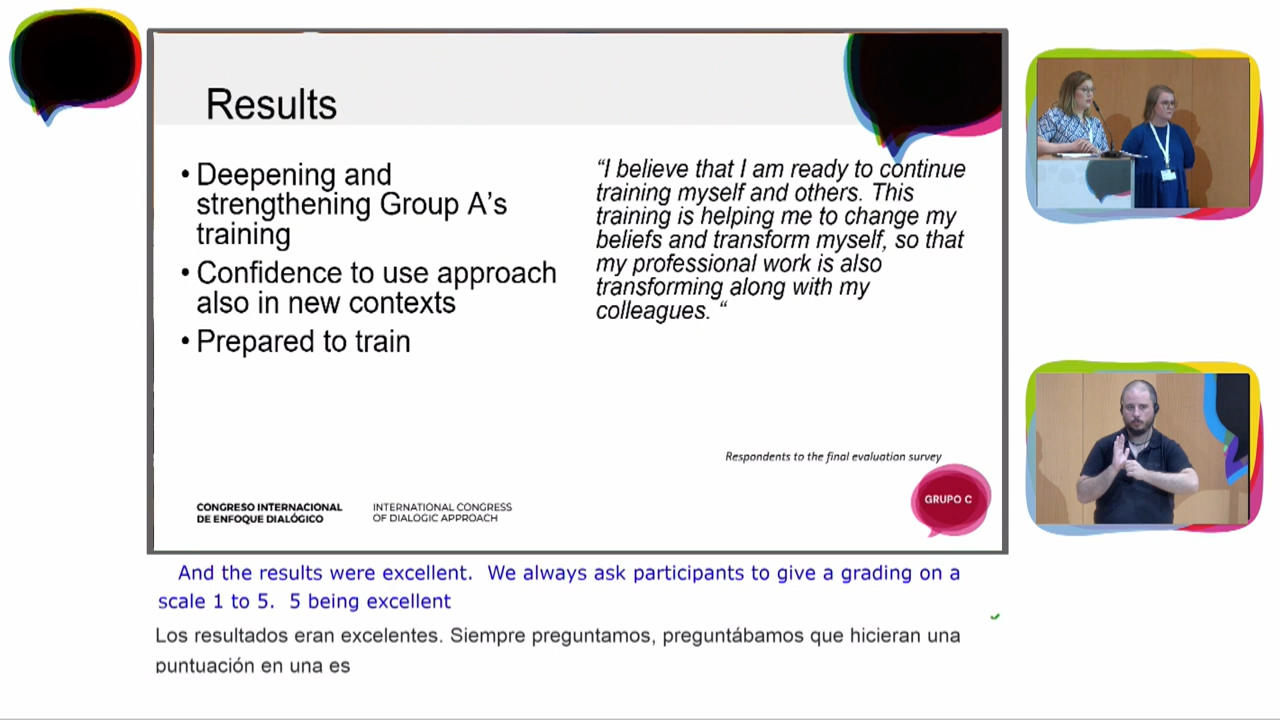 Results
• Deepening and
strengthening Group A’s
training
• Confidence to use approach
also in new contexts
• Prepared to train
“I believe that I am ready to continue
training myself and others. This
training is helping me to change my
beliefs and transform myself, so that
my professional work is also
transforming along with my
colleagues. “
Respondents to the final evaluation survey
GRUPO C
CONGRESO INTERNACIONAL
DE ENFOQUE DIALÓGICO
INTERNATIONAL CONGRESS
OF DIALOGIC APPROACH
And the results were excellent. We always ask participants to give a grading on a
scale 1 to 5. 5 being excellent
Los resultados eran excelentes. Siempre preguntamos, preguntábamos que hicieran una
puntuación en una es